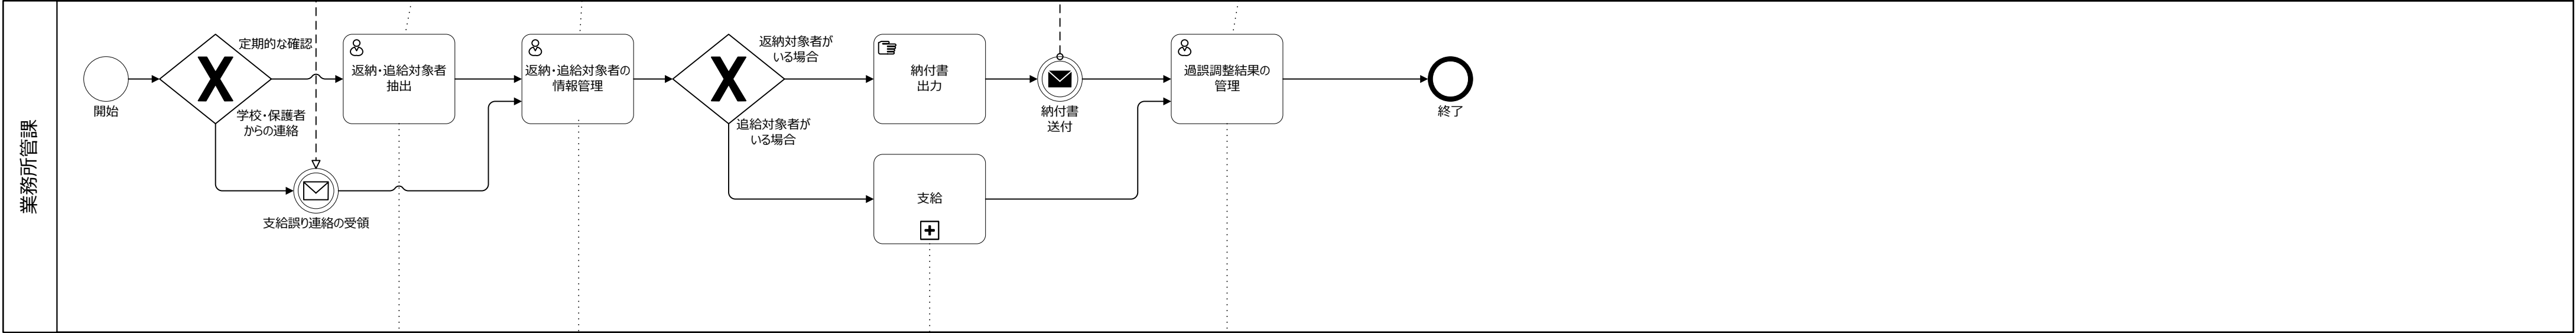 業務所管課
開始
定期的な確認
学校・保護者
からの連絡
支給誤り連絡の受領
返納・追給対象者
抽出
返納・追給対象者の
情報管理
返納対象者が
いる場合
追給対象者が
いる場合
納付書
出力
支給
納付書
送付
過誤調整結果の
管理
終了